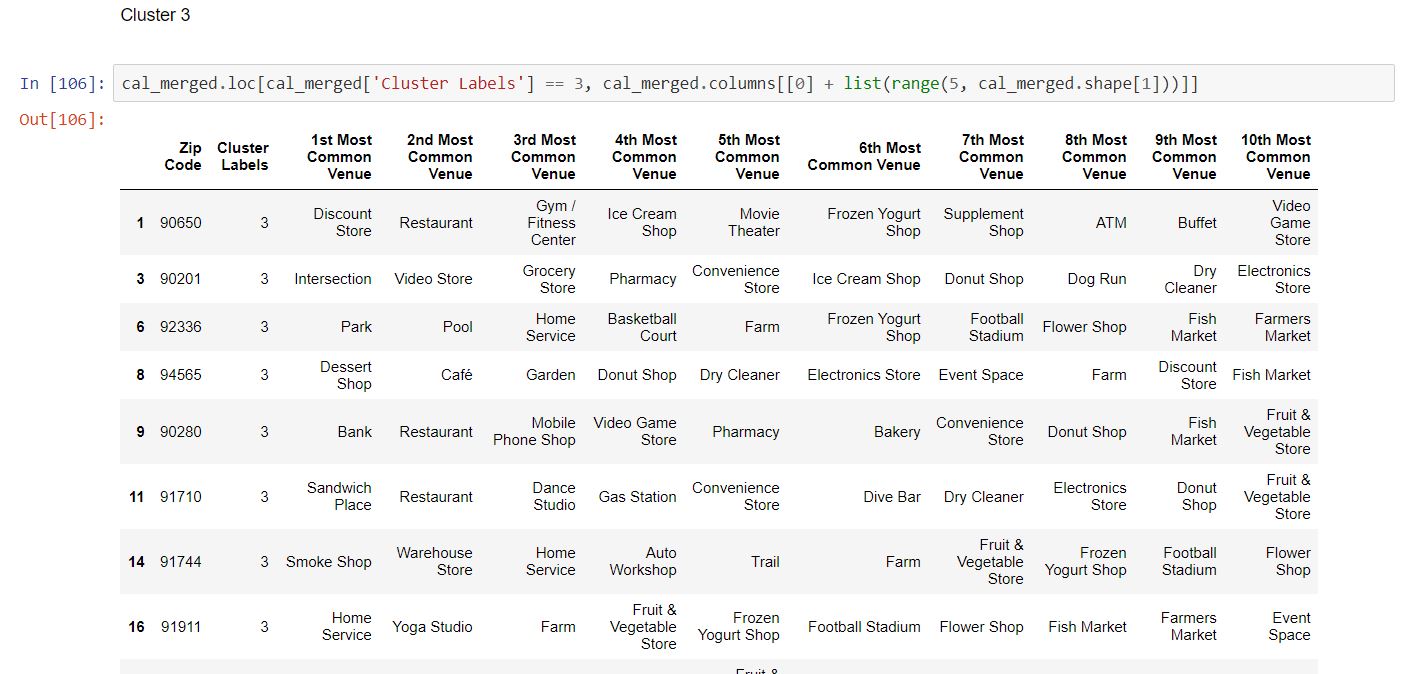 Cluster 3
In [106]: cal_merged.loc[cal_merged['Cluster Labels'] == 3, cal_merged.columns[[0] + list(range(5, cal_merged.shape[1]))]]
Out[106]:
Zip Code Cluster Labels 1st Most Common Venue 2nd Most Common Venue 3rd Most Common Venue 4th Most Common Venue 5th Most Common Venue 6th Most Common Venue 7th Most Common Venue 8th Most Common Venue 9th Most Common Venue 10th Most Common Venue
1 90650 3 Discount Store Restaurant Gym / Fitness Center Ice Cream Shop Movie Theater Frozen Yogurt Shop Supplement Shop ATM Buffet Video Game Store
3 90201 3 Intersection Video Store Grocery Store Pharmacy Convenience Store Ice Cream Shop Donut Shop Dog Run Dry Cleaner Electronics Store
6 92336 3 Park Pool Home Service Basketball Court Farm Frozen Yogurt Shop Football Stadium Flower Shop Fish Market Farmers Market
8 94565 3 Dessert Shop Café Garden Donut Shop Dry Cleaner Electronics Store Event Space Farm Discount Store Fish Market
9 90280 3 Bank Restaurant Mobile Phone Shop Video Game Store Pharmacy Bakery Convenience Store Donut Shop Fish Market Fruit & Vegetable Store
11 91710 3 Sandwich Place Restaurant Dance Studio Gas Station Convenience Store Dive Bar Dry Cleaner Electronics Store Donut Shop Fruit & Vegetable Store
14 91744 3 Smoke Shop Warehouse Store Home Service Auto Workshop Trail Farm Fruit & Vegetable Store Frozen Yogurt Shop Football Stadium Flower Shop
16 91911 3 Home Service Yoga Studio Farm Fruit & Vegetable Store Frozen Yogurt Shop Football Stadium Flower Shop Fish Market Farmers Market Event Space